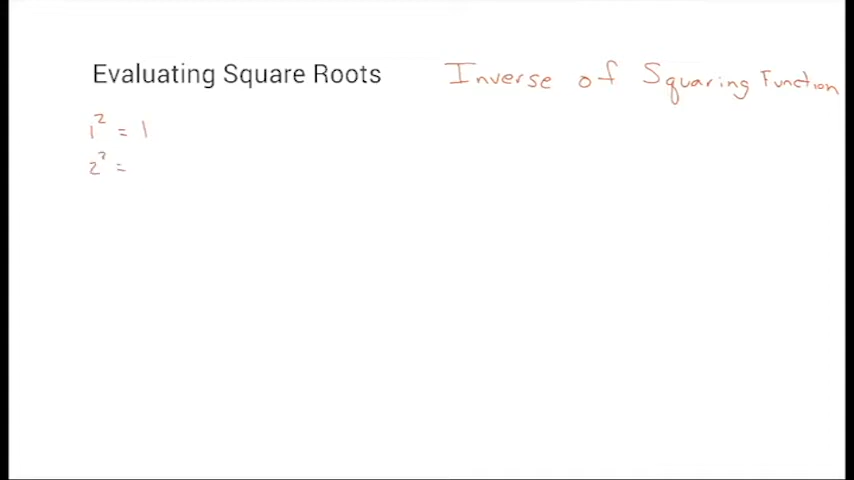 Evaluating Square Roots Inverse of Squaring Function
1² = 1
2² =